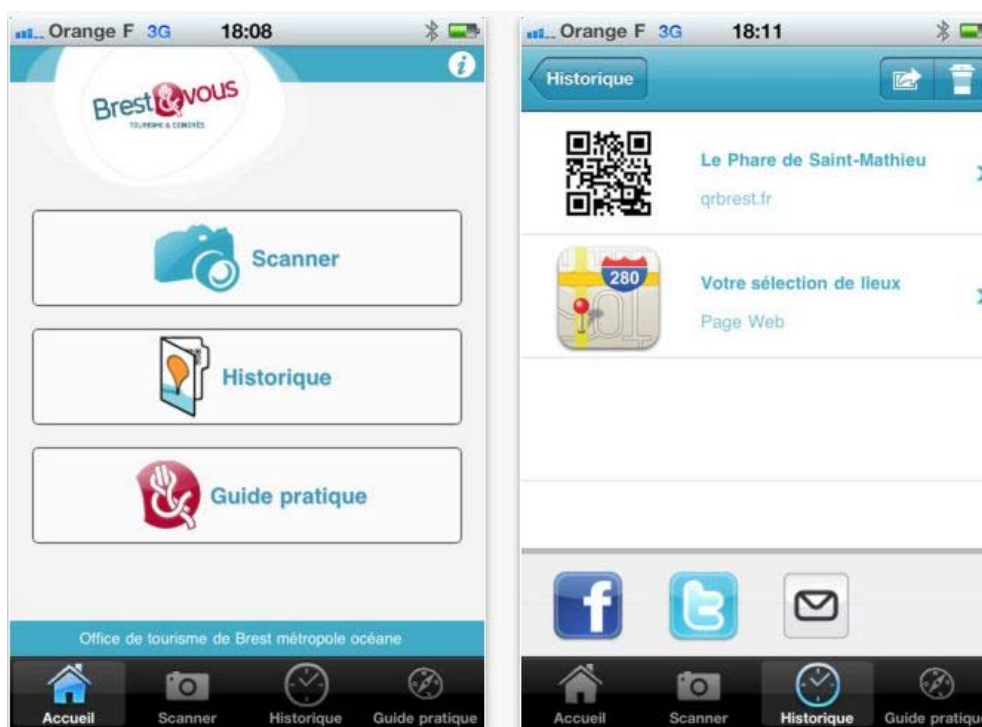 Orange F 3G 18:08
Brest & vous
TOURISME & CONGRÈS
Scanner
Historique
Guide pratique
Office de tourisme de Brest métropole océane
Accueil Scanner Historique Guide pratique
Orange F 3G 18:11
Historique
Le Phare de Saint-Mathieu
qrbrest.fr
280
Votre sélection de lieux
Page Web
Accueil Scanner Historique Guide pratique